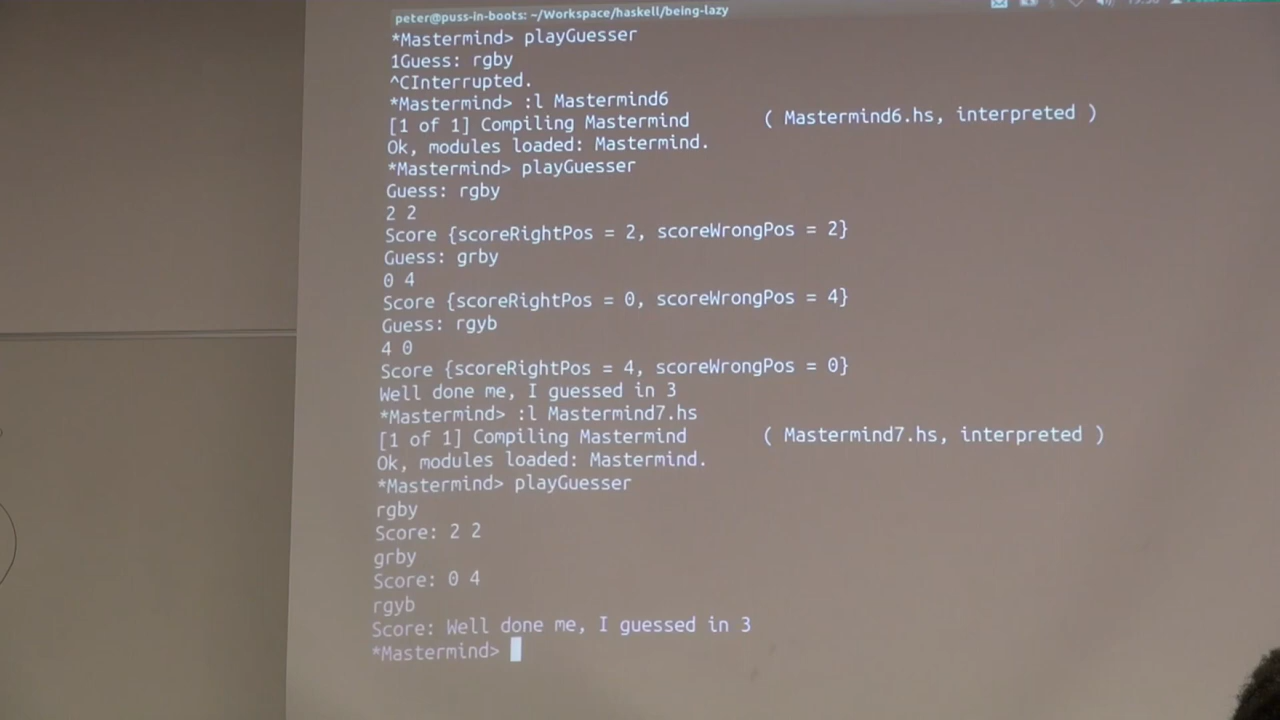 peter@puss-in-boots: ~/Workspace/haskell/being-lazy
*Mastermind> playGuesser
1Guess: rgby
^CInterrupted.
*Mastermind> :l Mastermind6
[1 of 1] Compiling Mastermind ( Mastermind6.hs, interpreted )
Ok, modules loaded: Mastermind.
*Mastermind> playGuesser
Guess: rgby
2 2
Score {scoreRightPos = 2, scoreWrongPos = 2}
Guess: grby
0 4
Score {scoreRightPos = 0, scoreWrongPos = 4}
Guess: rgyb
4 0
Score {scoreRightPos = 4, scoreWrongPos = 0}
Well done me, I guessed in 3
*Mastermind> :l Mastermind7.hs
[1 of 1] Compiling Mastermind ( Mastermind7.hs, interpreted )
Ok, modules loaded: Mastermind.
*Mastermind> playGuesser
rgby
Score: 2 2
grby
Score: 0 4
rgyb
Score: Well done me, I guessed in 3
*Mastermind>